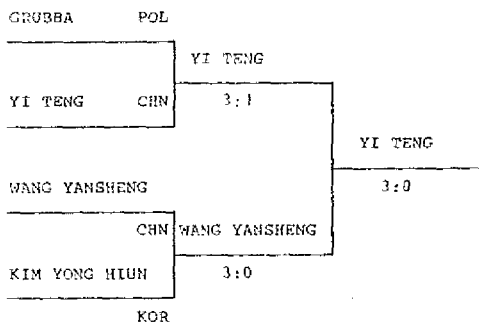 GRUBBA POL
YI TENG
YI TENG CHN 3:1
YI TENG
3:0
WANG YANSHENG
CHN WANG YANSHENG
KIM YONG HIUN 3:0
KOR